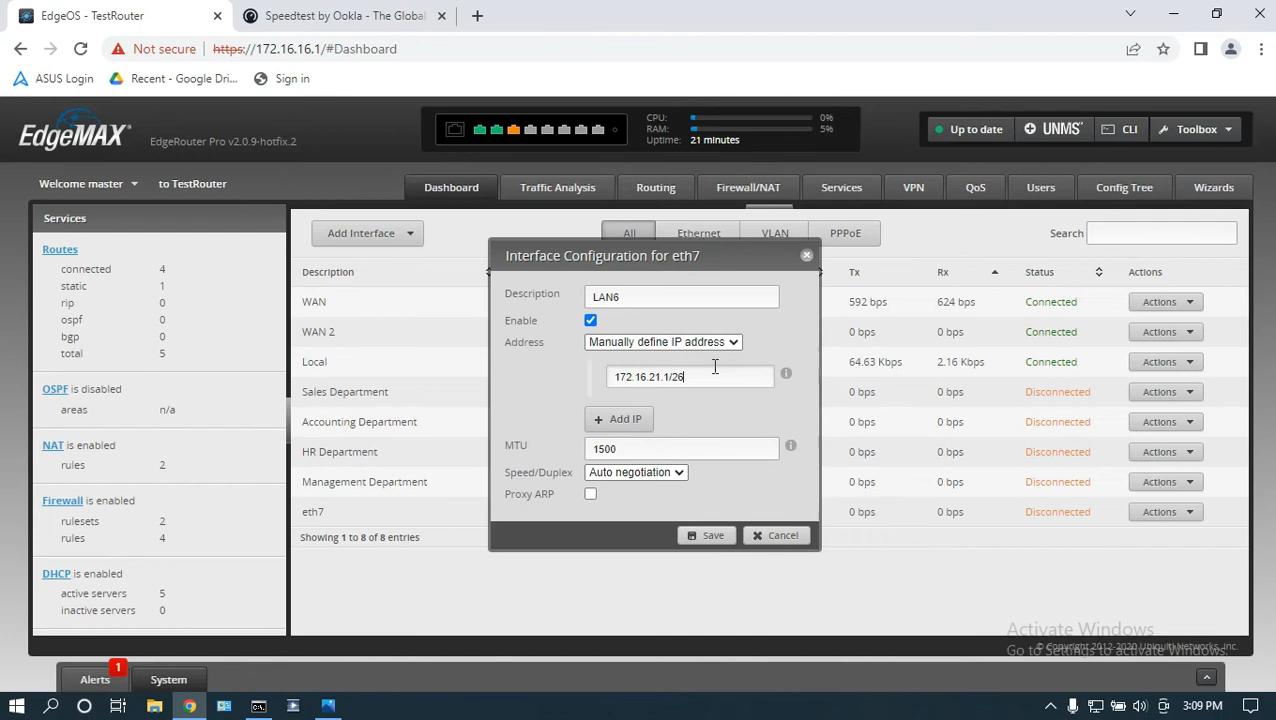 EdgeOS - TestRouter
Speedtest by Ookla - The Global
Not secure https://172.16.16.1/#Dashboard
ASUS Login Recent - Google Dri... Sign in
EdgeMAX EdgeRouter Pro v2.0.9-hotfix.2
CPU: 0%
RAM: 5%
Uptime: 21 minutes
Up to date UNMS CLI Toolbox
Welcome master to TestRouter
Dashboard Traffic Analysis Routing Firewall/NAT Services VPN QoS Users Config Tree Wizards
Services
Routes
connected 4
static 1
rip 0
ospf 0
bgp 0
total 5
OSPF is disabled
areas n/a
NAT is enabled
rules 2
Firewall is enabled
rulesets 2
rules 4
DHCP is enabled
active servers 5
inactive servers 0
Add Interface All Ethernet VLAN PPPoE Search
Description Tx Rx Status Actions
WAN 592 bps 624 bps Connected Actions
WAN 2 0 bps 0 bps Connected Actions
Local 64.63 Kbps 2.16 Kbps Connected Actions
Sales Department 0 bps 0 bps Disconnected Actions
Accounting Department 0 bps 0 bps Disconnected Actions
HR Department 0 bps 0 bps Disconnected Actions
Management Department 0 bps 0 bps Disconnected Actions
eth7 0 bps 0 bps Disconnected Actions
Showing 1 to 8 of 8 entries
Interface Configuration for eth7
Description LAN6
Enable
Address Manually define IP address
172.16.21.1/26
+ Add IP
MTU 1500
Speed/Duplex Auto negotiation
Proxy ARP
Save Cancel
Activate Windows
Go to Settings to activate Windows.
© Copyright 2012-2020 Ubiquiti Networks, Inc.
Alerts 1 System
3:09 PM